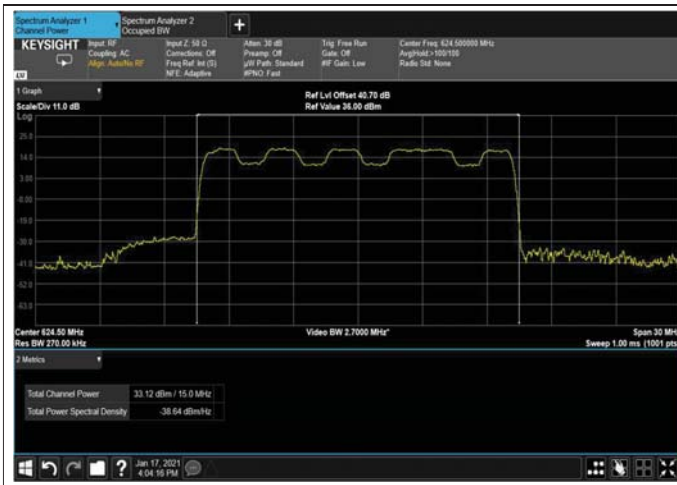 Spectrum Analyzer 1
Channel Power
Spectrum Analyzer 2
Occupied BW
+
KEYSIGHT
LV
Input: RF
Coupling: AC
Align: Auto/No RF
Input Z: 50 Ω
Corrections: Off
Freq Ref: Int (S)
NFE: Adaptive
Atten: 30 dB
Preamp: Off
µW Path: Standard
#PNO: Fast
Trig: Free Run
Gate: Off
#IF Gain: Low
Center Freq: 624.500000 MHz
Avg|Hold:>100/100
Radio Std: None
1 Graph
Scale/Div 11.0 dB
Ref Lvl Offset 40.70 dB
Ref Value 36.00 dBm
Log
25.0
14.0
3.00
-8.00
-19.0
-30.0
-41.0
-52.0
-63.0
Center 624.50 MHz
Res BW 270.00 kHz
Video BW 2.7000 MHz*
Span 30 MH
Sweep 1.00 ms (1001 pts
2 Metrics
Total Channel Power 33.12 dBm / 15.0 MHz
Total Power Spectral Density -38.64 dBm/Hz
?
Jan 17, 2021
4:04:16 PM